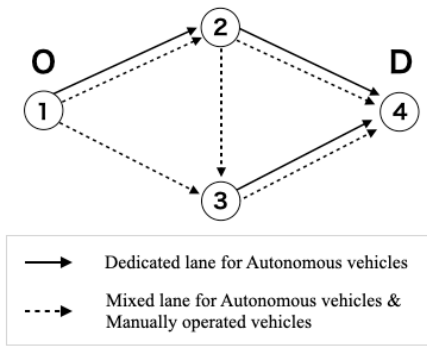 2
O
D
1
4
3
Dedicated lane for Autonomous vehicles
Mixed lane for Autonomous vehicles &
Manually operated vehicles